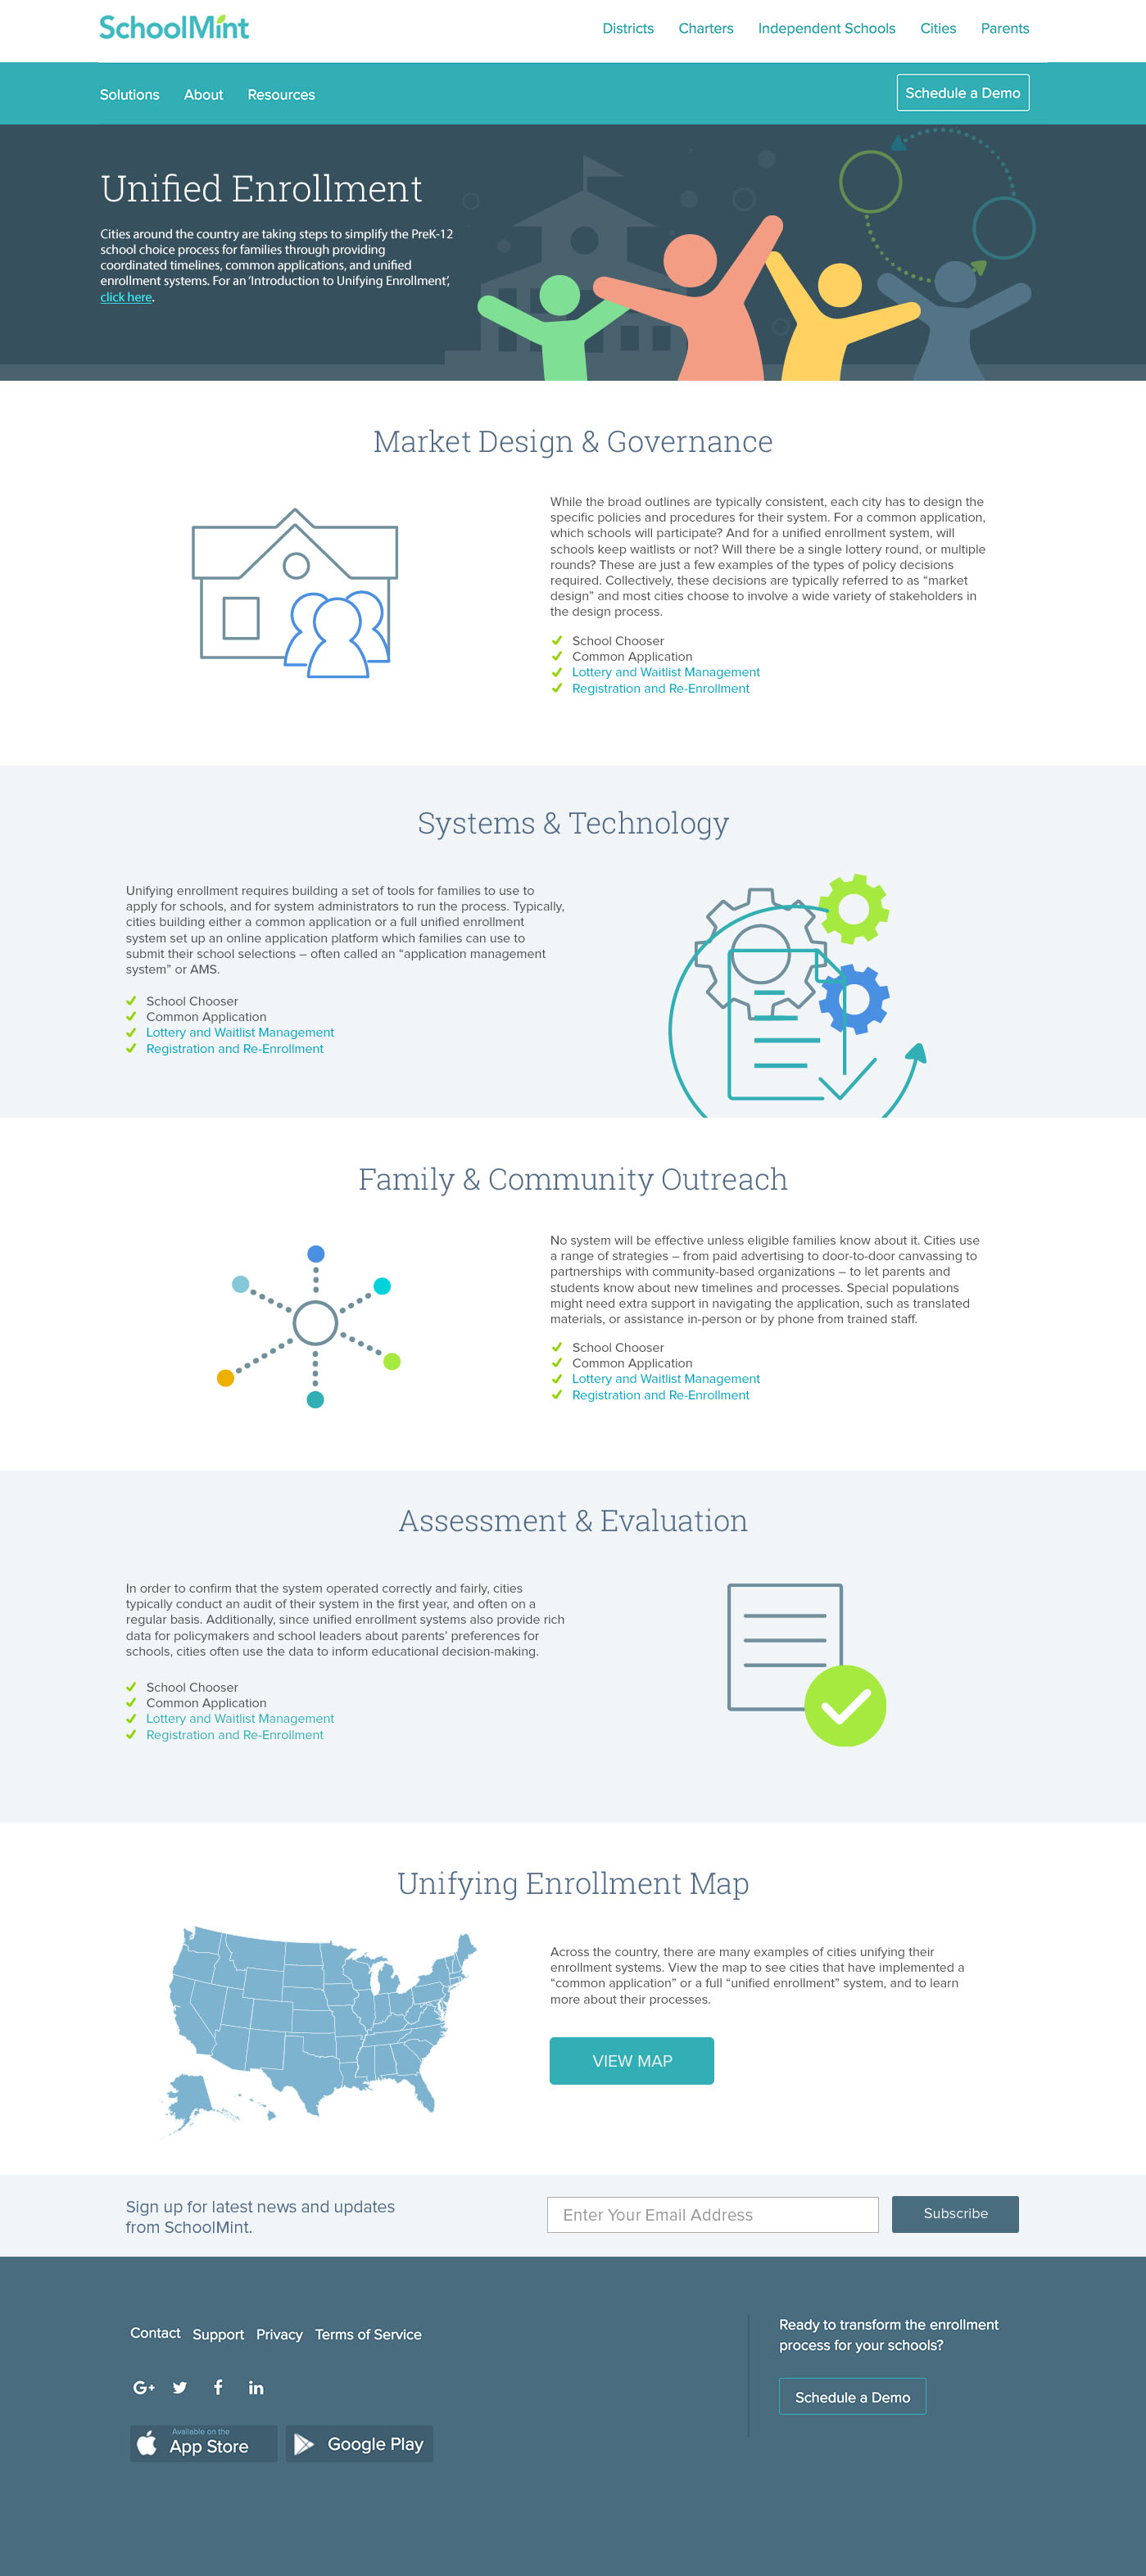 SchoolMint
Districts Charters Independent Schools Cities Parents
Solutions About Resources
Schedule a Demo
Unified Enrollment
Cities around the country are taking steps to simplify the PreK-12
school choice process for families through providing
coordinated timelines, common applications, and unified
enrollment systems. For an ‘Introduction to Unifying Enrollment’,
click here.
Market Design & Governance
While the broad outlines are typically consistent, each city has to design the
specific policies and procedures for their system. For a common application,
which schools will participate? And for a unified enrollment system, will
schools keep waitlists or not? Will there be a single lottery round, or multiple
rounds? These are just a few examples of the types of policy decisions
required. Collectively, these decisions are typically referred to as “market
design” and most cities choose to involve a wide variety of stakeholders in
the design process.
School Chooser
Common Application
Lottery and Waitlist Management
Registration and Re-Enrollment
Systems & Technology
Unifying enrollment requires building a set of tools for families to use to
apply for schools, and for system administrators to run the process. Typically,
cities building either a common application or a full unified enrollment
system set up an online application platform which families can use to
submit their school selections – often called an “application management
system” or AMS.
School Chooser
Common Application
Lottery and Waitlist Management
Registration and Re-Enrollment
Family & Community Outreach
No system will be effective unless eligible families know about it. Cities use
a range of strategies – from paid advertising to door-to-door canvassing to
partnerships with community-based organizations – to let parents and
students know about new timelines and processes. Special populations
might need extra support in navigating the application, such as translated
materials, or assistance in-person or by phone from trained staff.
School Chooser
Common Application
Lottery and Waitlist Management
Registration and Re-Enrollment
Assessment & Evaluation
In order to confirm that the system operated correctly and fairly, cities
typically conduct an audit of their system in the first year, and often on a
regular basis. Additionally, since unified enrollment systems also provide rich
data for policymakers and school leaders about parents’ preferences for
schools, cities often use the data to inform educational decision-making.
School Chooser
Common Application
Lottery and Waitlist Management
Registration and Re-Enrollment
Unifying Enrollment Map
Across the country, there are many examples of cities unifying their
enrollment systems. View the map to see cities that have implemented a
“common application” or a full “unified enrollment” system, and to learn
more about their processes.
VIEW MAP
Sign up for latest news and updates
from SchoolMint.
Enter Your Email Address
Subscribe
Contact Support Privacy Terms of Service
Ready to transform the enrollment
process for your schools?
Schedule a Demo
Available on the
App Store
Google Play